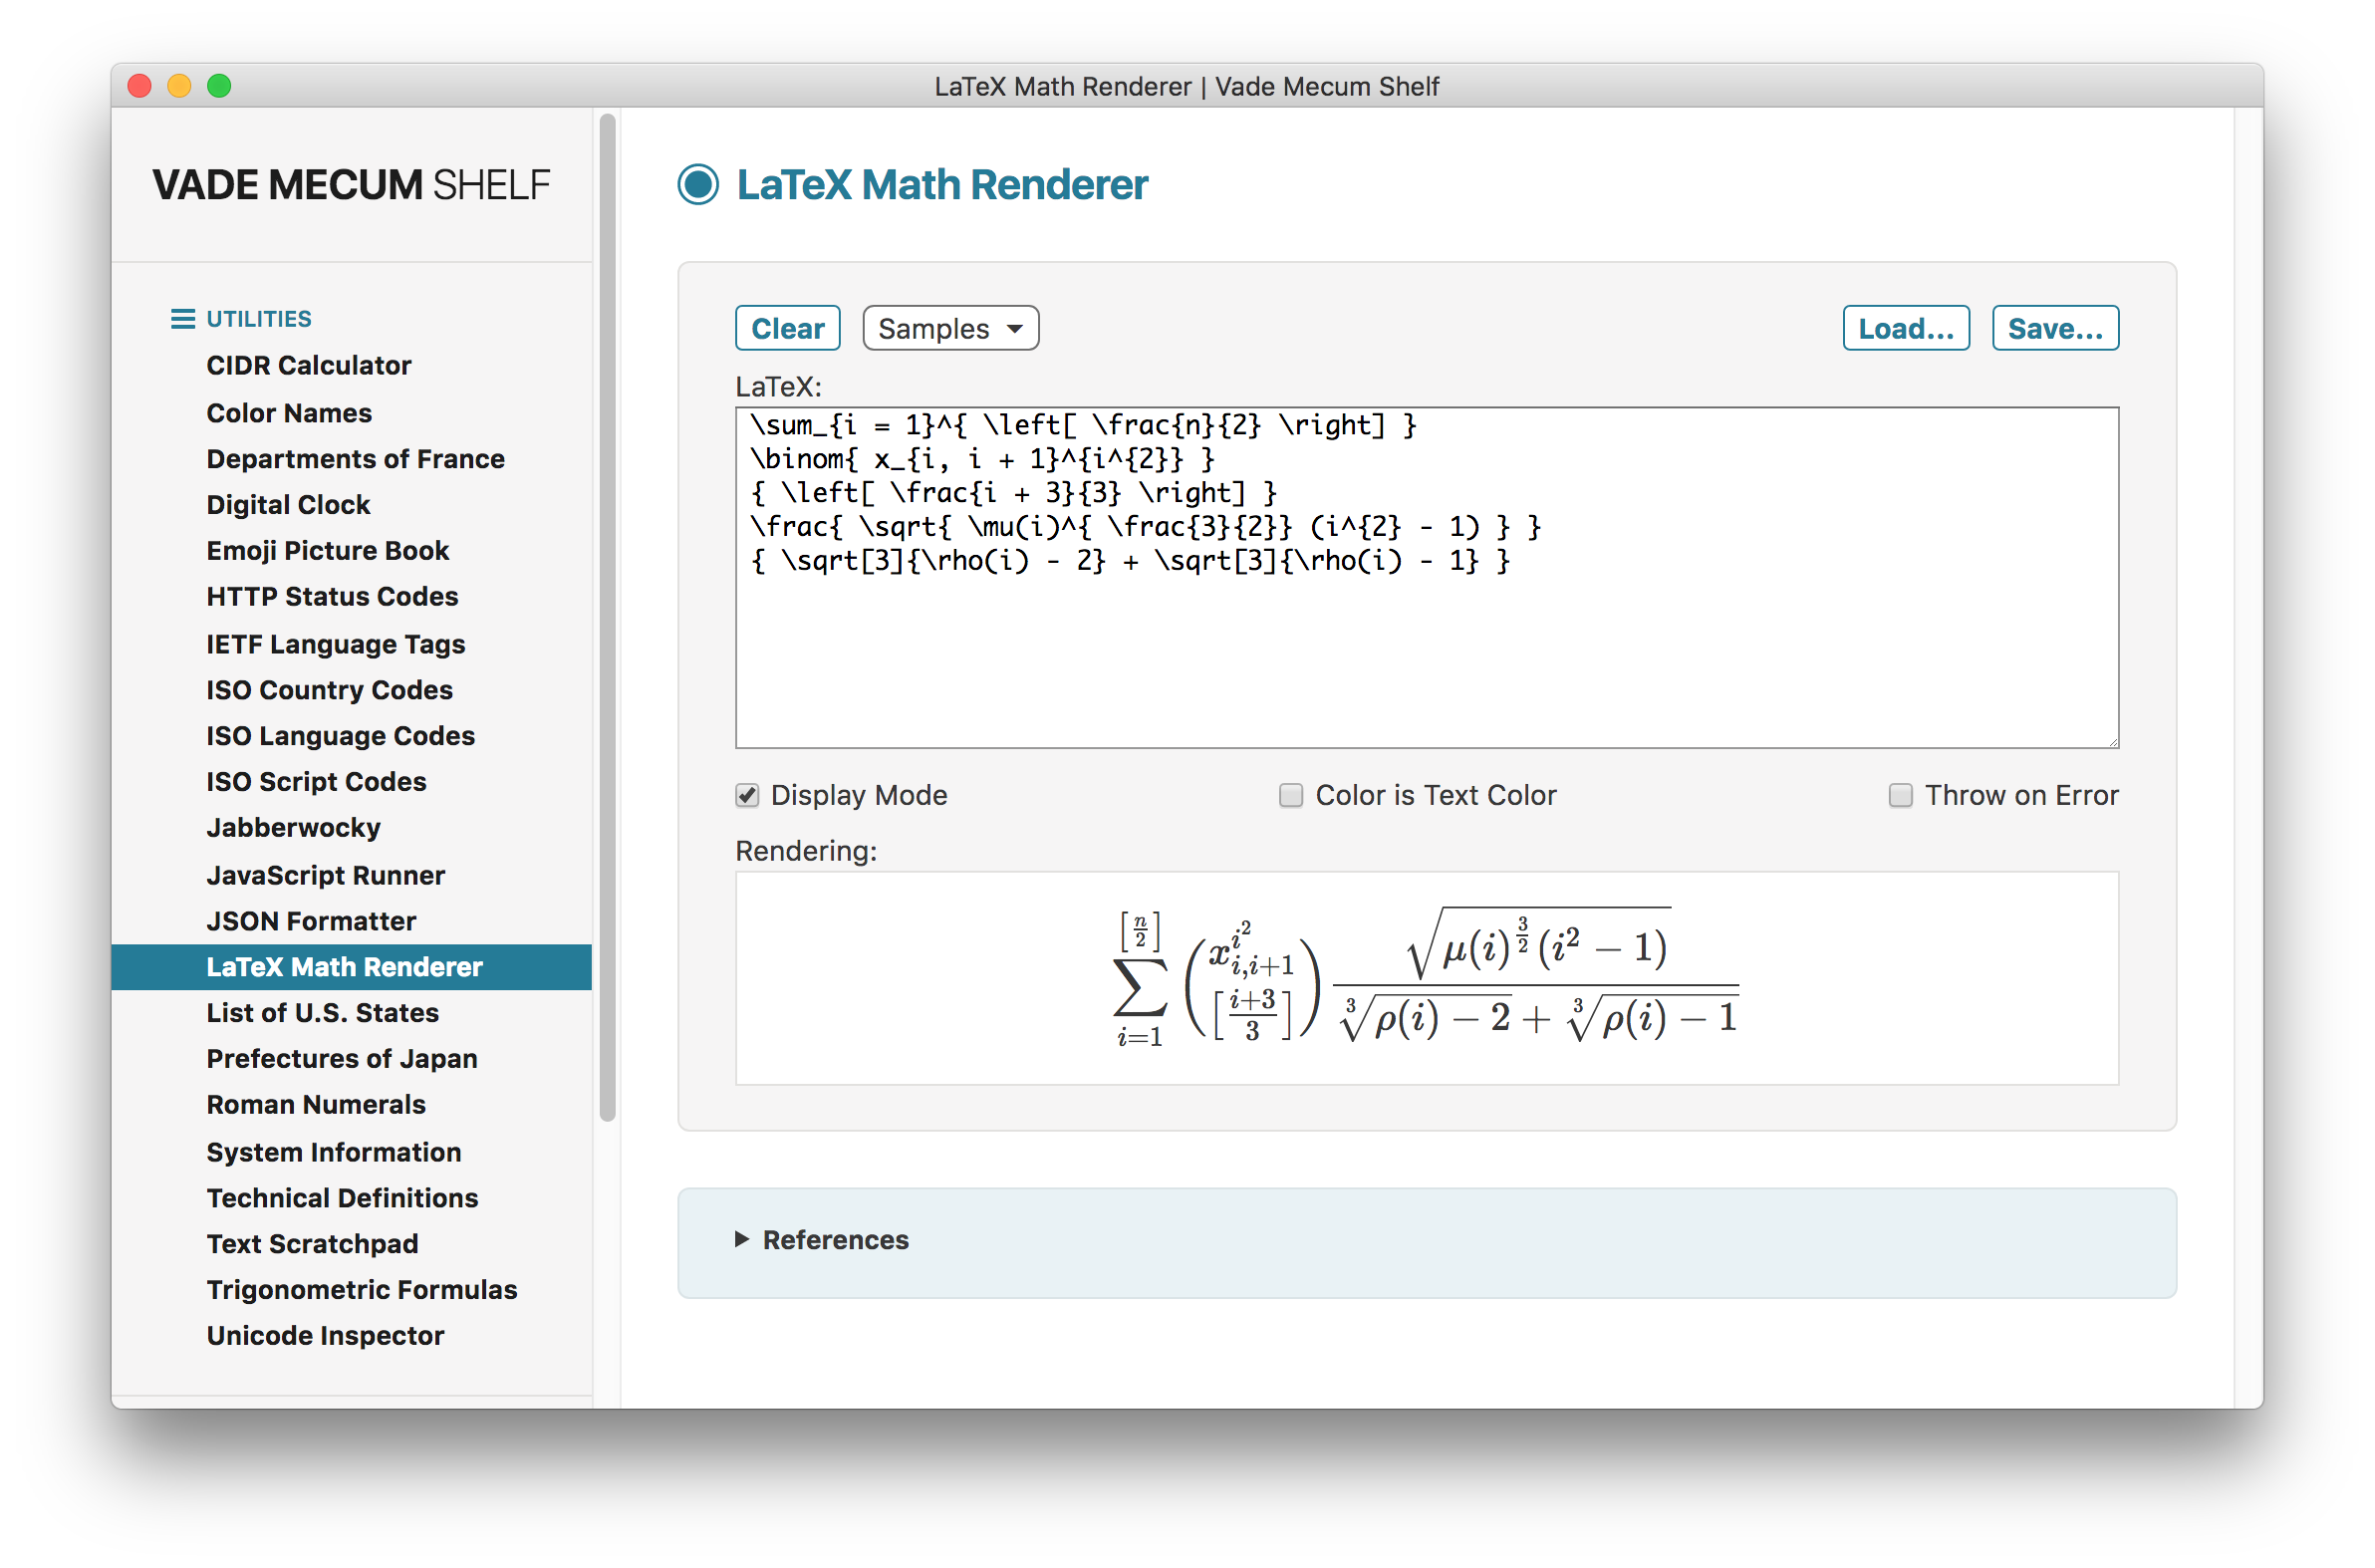 LaTeX Math Renderer | Vade Mecum Shelf
VADE MECUM SHELF
UTILITIES
CIDR Calculator
Color Names
Departments of France
Digital Clock
Emoji Picture Book
HTTP Status Codes
IETF Language Tags
ISO Country Codes
ISO Language Codes
ISO Script Codes
Jabberwocky
JavaScript Runner
JSON Formatter
LaTeX Math Renderer
List of U.S. States
Prefectures of Japan
Roman Numerals
System Information
Technical Definitions
Text Scratchpad
Trigonometric Formulas
Unicode Inspector
LaTeX Math Renderer
Clear Samples Load... Save...
LaTeX:
\sum_{i = 1}^{ \left[ \frac{n}{2} \right] }
\binom{ x_{i, i + 1}^{i^{2}} }
{ \left[ \frac{i + 3}{3} \right] }
\frac{ \sqrt{ \mu(i)^{ \frac{3}{2}} (i^{2} - 1) } }
{ \sqrt[3]{\rho(i) - 2} + \sqrt[3]{\rho(i) - 1} }
Display Mode Color is Text Color Throw on Error
Rendering:
\sum_{i=1}^{\left[\frac{n}{2}\right]} \binom{x_{i,i+1}^{i^{2}}}{\left[\frac{i+3}{3}\right]} \frac{\sqrt{\mu(i)^{\frac{3}{2}}(i^{2}-1)}}{\sqrt[3]{\rho(i)-2}+\sqrt[3]{\rho(i)-1}}
References